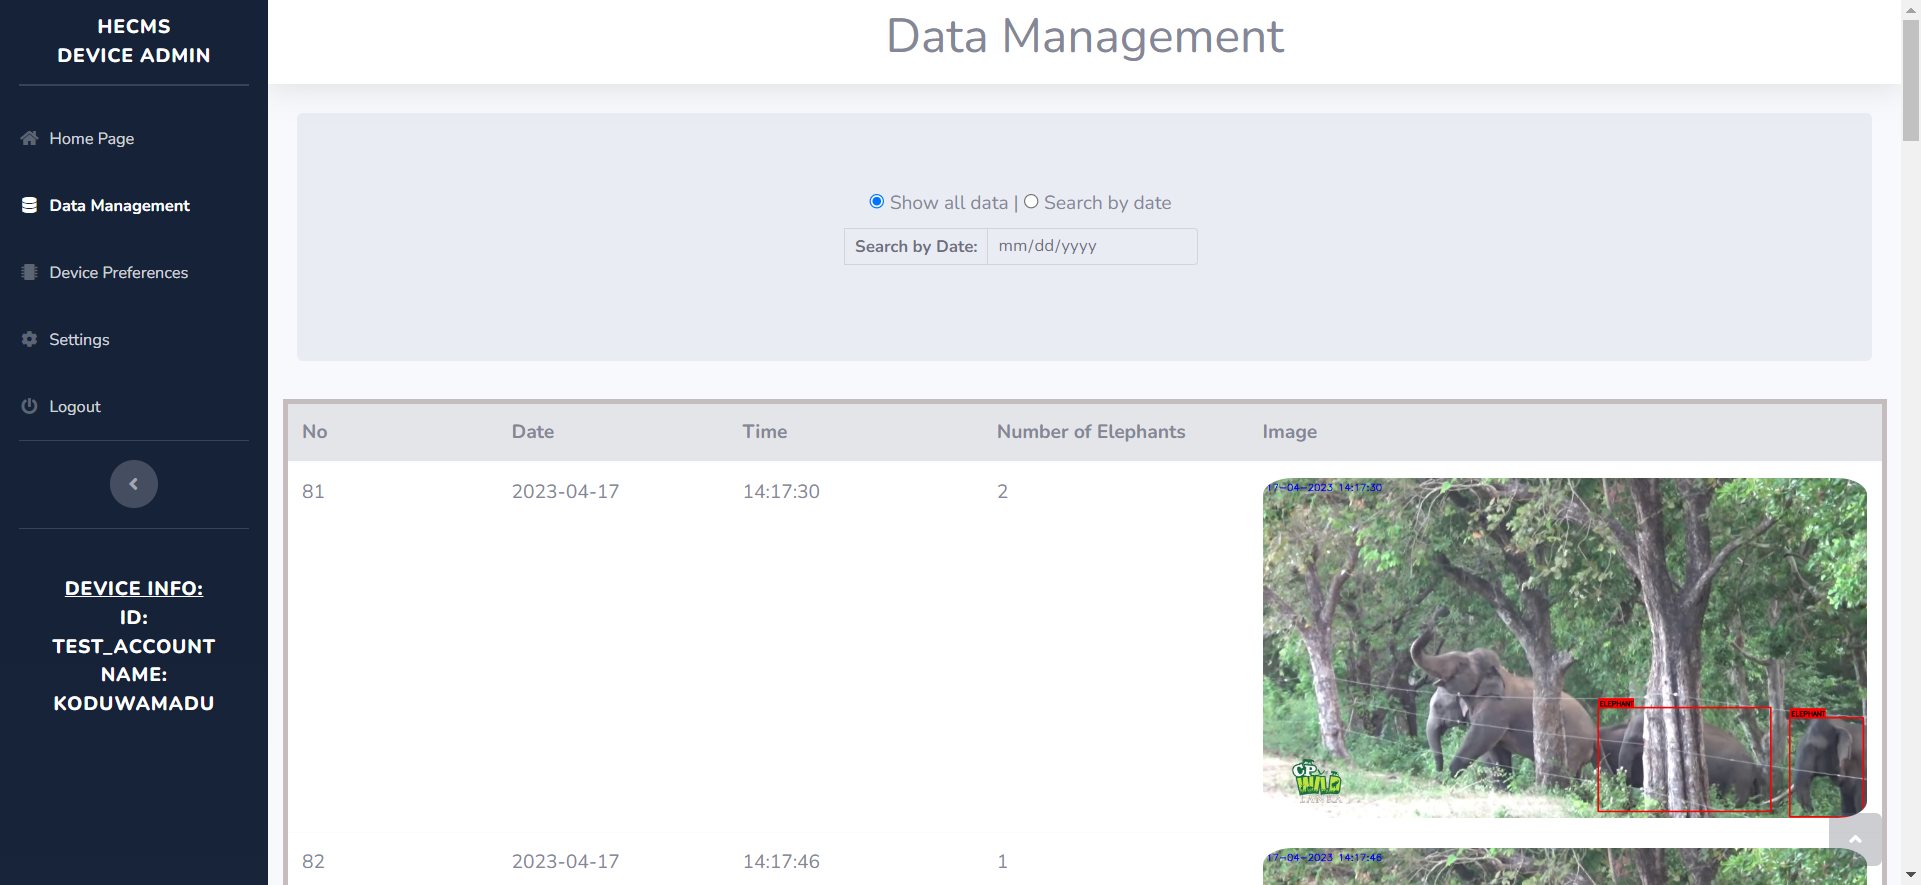 HECMS
DEVICE ADMIN
Home Page
Data Management
Device Preferences
Settings
Logout
DEVICE INFO:
ID:
TEST_ACCOUNT
NAME:
KODUWAMADU
Data Management
Show all data | Search by date
Search by Date: mm/dd/yyyy
No Date Time Number of Elephants Image
81 2023-04-17 14:17:30 2
17-04-2023 14:17:30
ELEPHANT
ELEPHANT
CP
WILD
LANKA
82 2023-04-17 14:17:46 1
17-04-2023 14:17:46